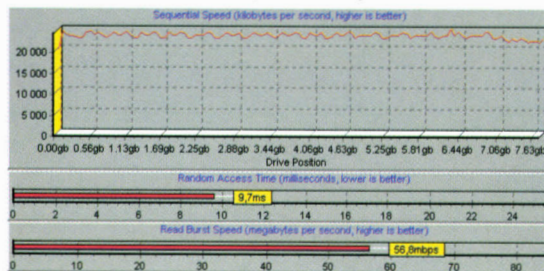 Sequential Speed (kilobytes per second, higher is better)
20 000
15 000
10 000
5 000
0
0.00gb 0.56gb 1.13gb 1.69gb 2.25gb 2.88gb 3.44gb 4.06gb 4.63gb 5.25gb 5.81gb 6.44gb 7.06gb 7.63gb
Drive Position
Random Access Time (milliseconds, lower is better)
9,7ms
0 2 4 6 8 10 12 14 16 18 20 22 24
Read Burst Speed (megabytes per second, higher is better)
56,8mbps
0 10 20 30 40 50 60 70 80